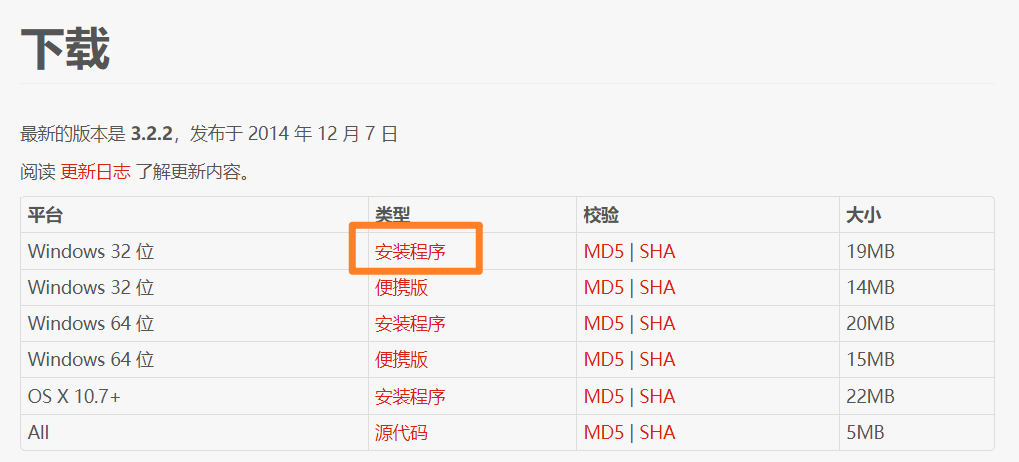 下载
最新的版本是 3.2.2，发布于 2014 年 12 月 7 日
阅读 更新日志 了解更新内容。
平台 类型 校验 大小
Windows 32 位 安装程序 MD5 | SHA 19MB
Windows 32 位 便携版 MD5 | SHA 14MB
Windows 64 位 安装程序 MD5 | SHA 20MB
Windows 64 位 便携版 MD5 | SHA 15MB
OS X 10.7+ 安装程序 MD5 | SHA 22MB
All 源代码 MD5 | SHA 5MB